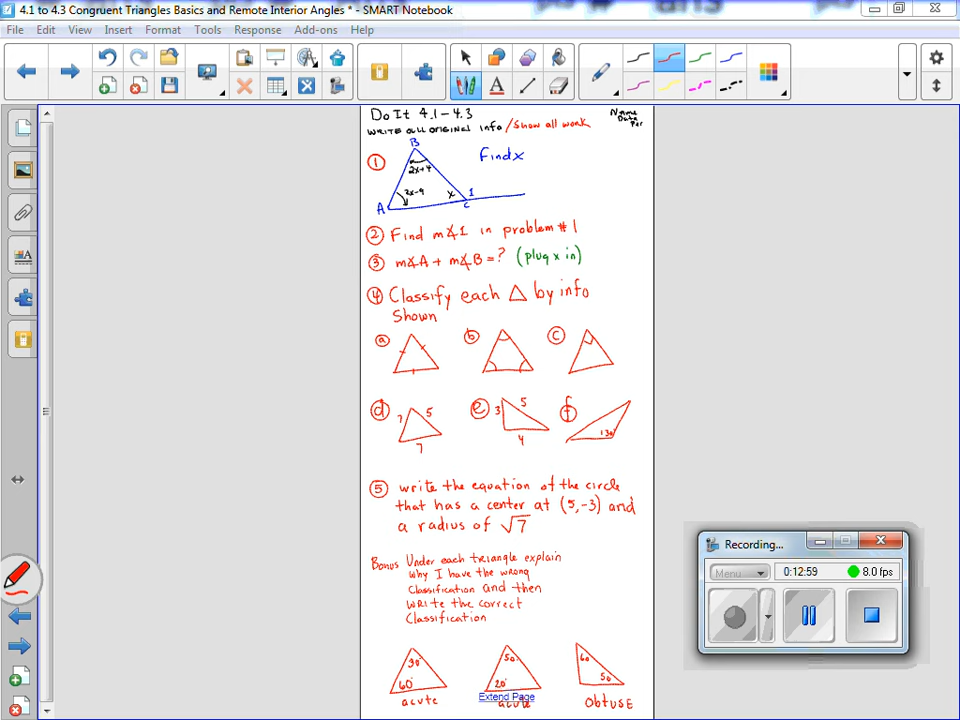 4.1 to 4.3 Congruent Triangles Basics and Remote Interior Angles * - SMART Notebook
File Edit View Insert Format Tools Response Add-ons Help
Do It 4.1 – 4.3
Name
Date
Per
Write all original info / Show all work
1 Find x
B
2x+4
A
x
1
C
2 Find m∡1 in problem #1
3 m∡A + m∡B = ? (plug x in)
4 Classify each △ by info
Shown
a b c
d 7 5 7
e 3 5 4
f 130
5 write the equation of the circle
that has a center at (5,-3) and
a radius of √7
Bonus Under each triangle explain
why I have the wrong
Classification and then
write the correct
Classification
30°
60°
acute
50°
20°
acute
60°
50°
obtuse
Extend Page
Recording...
Menu
0:12:59
8.0 fps